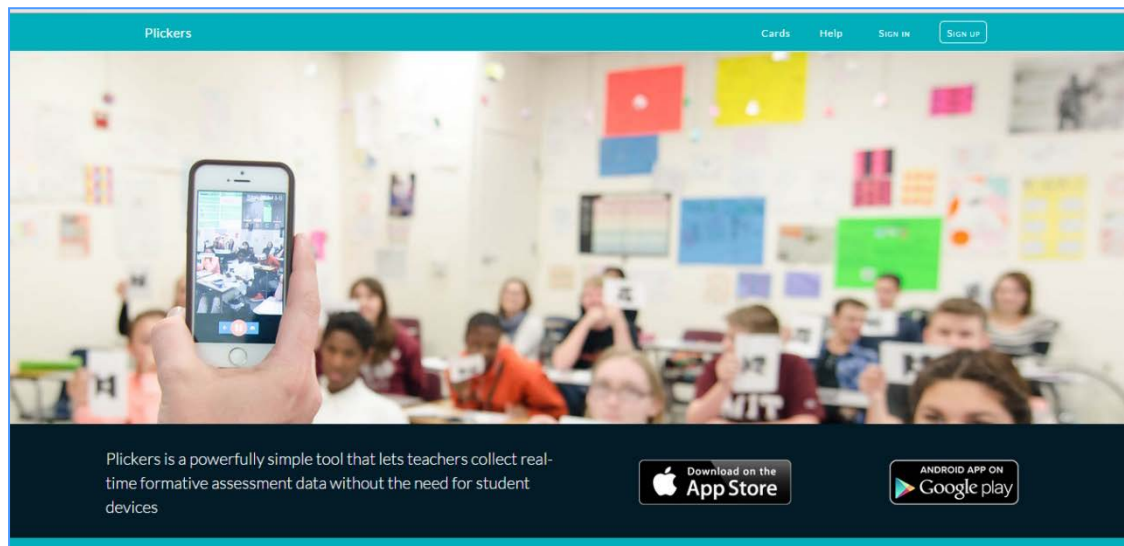 Plickers
Cards
Help
SIGN IN
SIGN UP
MIT
Plickers is a powerfully simple tool that lets teachers collect real-
time formative assessment data without the need for student
devices
Download on the
App Store
ANDROID APP ON
Google play